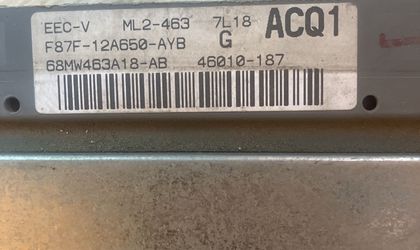 EEC-V ML2-463 7L18 ACQ1
F87F-12A650-AYB G
68MW463A18-AB 46010-187